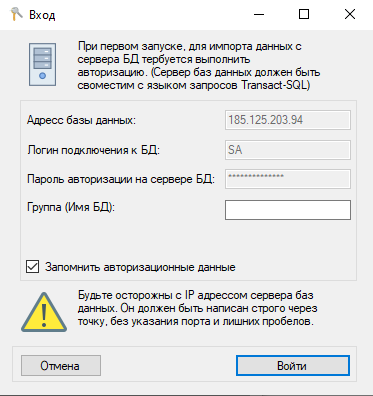 Вход
При первом запуске, для импорта данных с
сервера БД тербуется выполнить
авторизацию. (Сервер баз данных должен быть
свместим с языком запросов Transact-SQL)
Адресс базы данных:
185.125.203.94
Логин подключения к БД:
SA
Пароль авторизации на сервере БД:
**************
Группа (Имя БД):
Запомнить авторизационные данные
Будьте осторожны с IP адрессом сервера баз
данных. Он должен быть написан строго через
точку, без указания порта и лишних пробелов.
Отмена
Войти